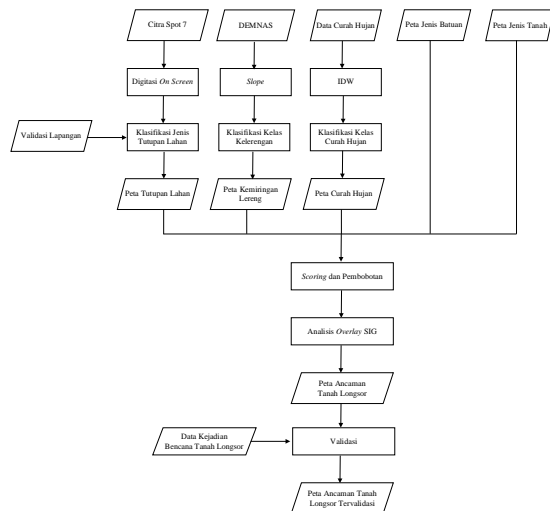 Citra Spot 7
DEMNAS
Data Curah Hujan
Peta Jenis Batuan
Peta Jenis Tanah
Digitasi On Screen
Slope
IDW
Validasi Lapangan
Klasifikasi Jenis
Tutupan Lahan
Klasifikasi Kelas
Kelerengan
Klasifikasi Kelas
Curah Hujan
Peta Tutupan Lahan
Peta Kemiringan
Lereng
Peta Curah Hujan
Scoring dan Pembobotan
Analisis Overlay SIG
Peta Ancaman
Tanah Longsor
Data Kejadian
Bencana Tanah Longsor
Validasi
Peta Ancaman Tanah
Longsor Tervalidasi